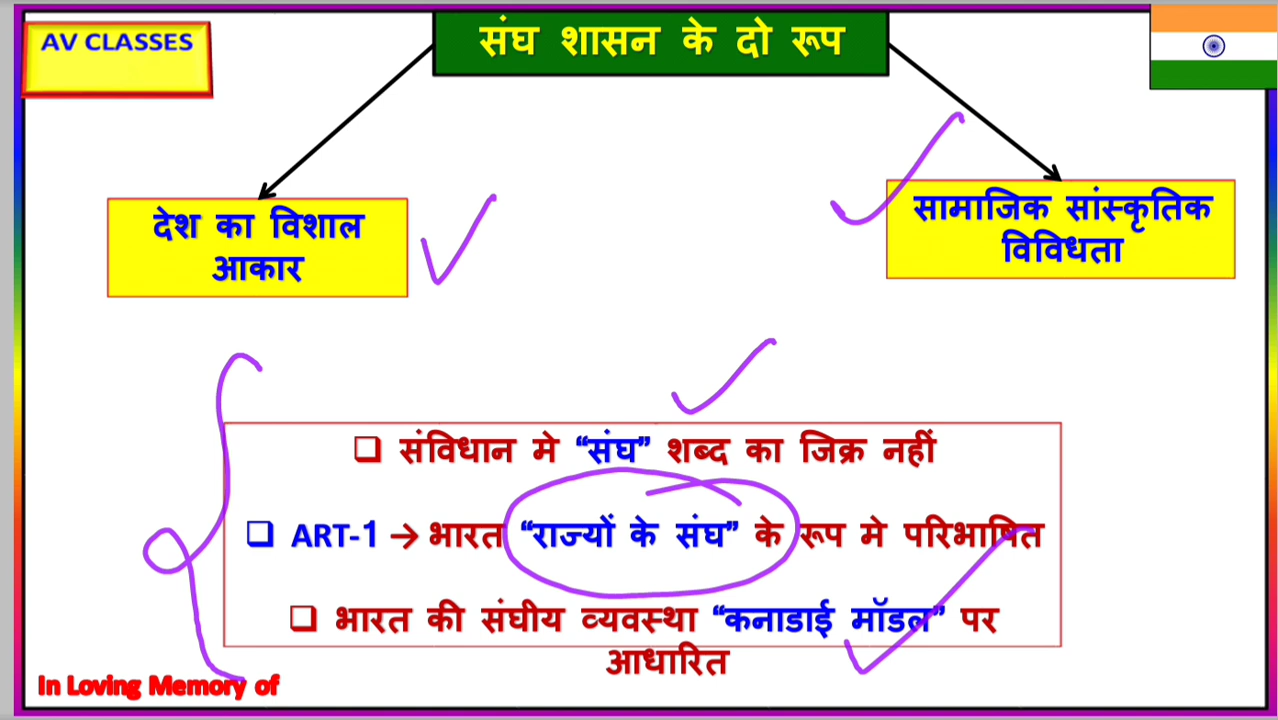 AV CLASSES
संघ शासन के दो रूप
देश का विशाल
आकार
सामाजिक सांस्कृतिक
विविधता
❑ संविधान मे “संघ” शब्द का जिक्र नहीं
❑ ART-1 → भारत “राज्यों के संघ” के रूप मे परिभाषित
❑ भारत की संघीय व्यवस्था “कनाडाई मॉडल” पर
आधारित
In Loving Memory of